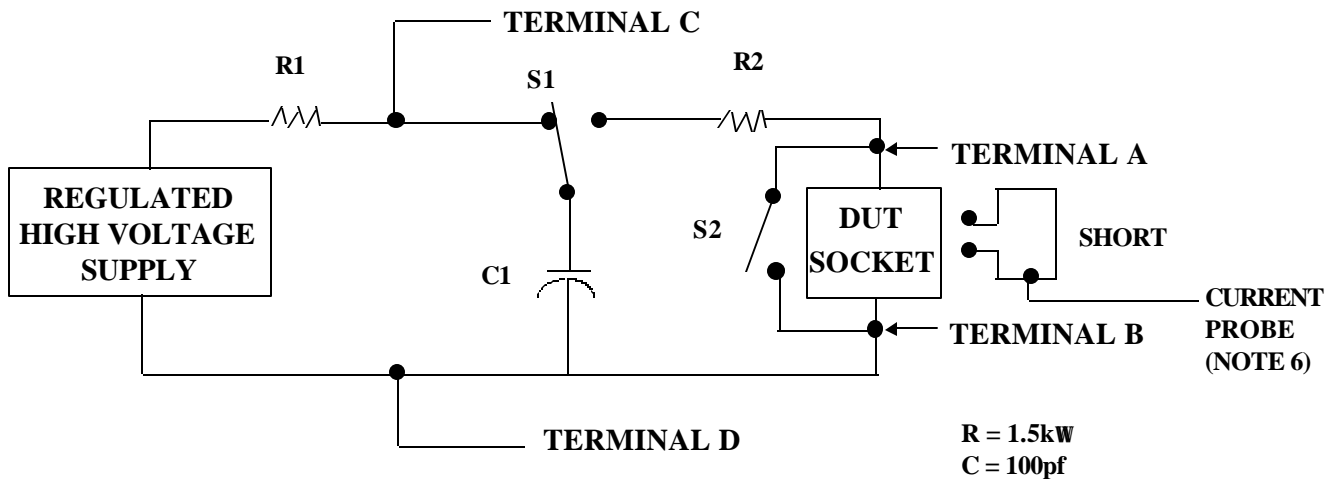 TERMINAL C
R1
S1
R2
TERMINAL A
REGULATED
HIGH VOLTAGE
SUPPLY
DUT
SOCKET
S2
SHORT
C1
CURRENT
PROBE
(NOTE 6)
TERMINAL B
TERMINAL D
R = 1.5kW
C = 100pf